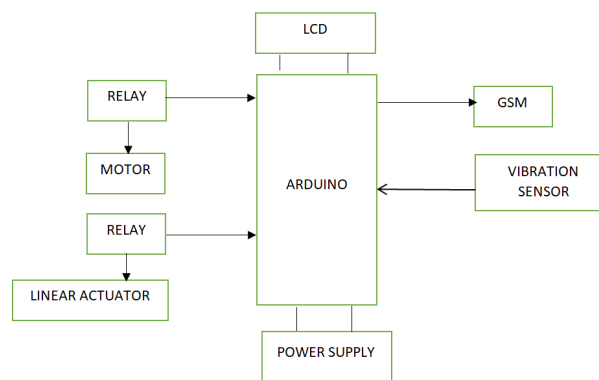 LCD
RELAY
GSM
MOTOR
ARDUINO
VIBRATION
SENSOR
RELAY
LINEAR ACTUATOR
POWER SUPPLY